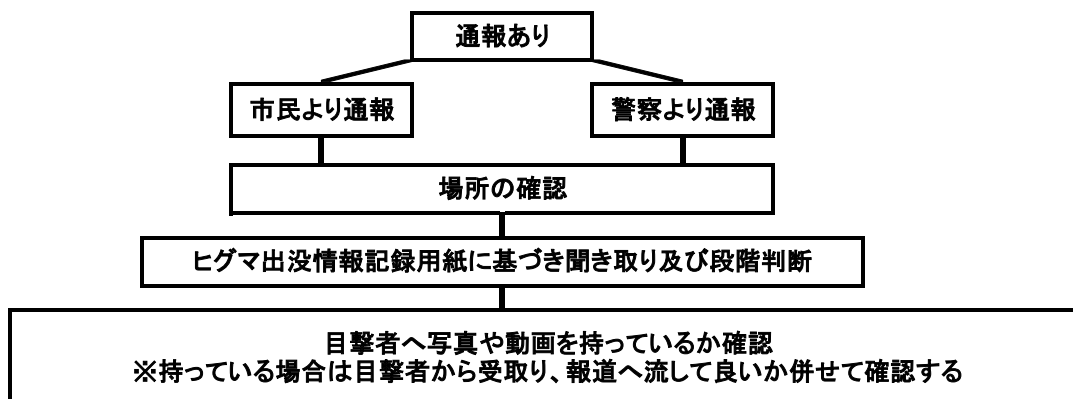 通報あり
市民より通報
警察より通報
場所の確認
ヒグマ出没情報記録用紙に基づき聞き取り及び段階判断
目撃者へ写真や動画を持っているか確認
※持っている場合は目撃者から受取り、報道へ流して良いか併せて確認する